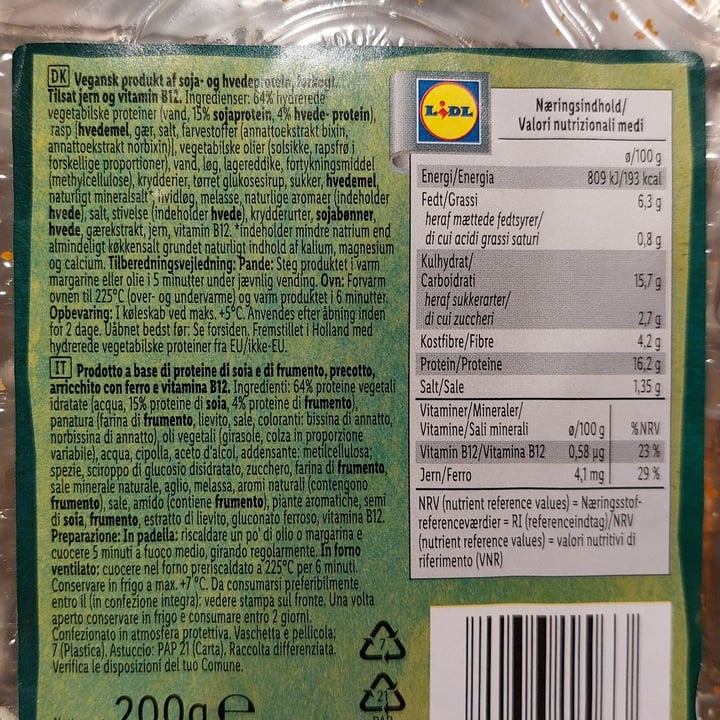 DK Vegansk produkt af soja- og hvedeprotein, forkogt.
Tilsat jern og vitamin B12. Ingredienser: 64% hydrerede
vegetabilske proteiner (vand, 15% sojaprotein, 4% hvede- protein),
rasp [hvedemel, gær, salt, farvestoffer (annattoekstrakt bixin,
annattoekstrakt norbixin)], vegetabilske olier (solsikke, rapsfrø i
forskellige proportioner), vand, løg, lagereddike, fortykningsmiddel
(methylcellulose), krydderier, tørret glukosesirup, sukker, hvedemel,
naturligt mineralsalt*, hvidløg, melasse, naturlige aromaer (indeholder
hvede), salt, stivelse (indeholder hvede), krydderurter, sojabønner,
hvede, gærekstrakt, jern, vitamin B12. *indeholder mindre natrium end
almindeligt køkkensalt grundet naturligt indhold af kalium, magnesium
og calcium. Tilberedningsvejledning: Pande: Steg produktet i varm
margarine eller olie i 5 minutter under jævnlig vending. Ovn: Forvarm
ovnen til 225°C (over- og undervarme) og varm produktet i 6 minutter.
Opbevaring: I køleskab ved maks. +5°C. Anvendes efter åbning inden
for 2 dage. Uåbnet bedst før: Se forsiden. Fremstillet i Holland med
hydrerede vegetabilske proteiner fra EU/ikke-EU.
IT Prodotto a base di proteine di soia e di frumento, precotto,
arricchito con ferro e vitamina B12. Ingredienti: 64% proteine vegetali
idratate (acqua, 15% proteine di soia, 4% proteine di frumento),
panatura (farina di frumento, lievito, sale, coloranti: bissina di annatto,
norbissina di annatto), oli vegetali (girasole, colza in proporzione
variabile), acqua, cipolla, aceto d'alcol, addensante: metilcellulosa;
spezie, sciroppo di glucosio disidratato, zucchero, farina di frumento,
sale minerale naturale, aglio, melassa, aromi naturali (contengono
frumento), sale, amido (contiene frumento), piante aromatiche, semi
di soia, frumento, estratto di lievito, gluconato ferroso, vitamina B12.
Preparazione: In padella: riscaldare un po' di olio o margarina e
cuocere 5 minuti a fuoco medio, girando regolarmente. In forno
ventilato: cuocere nel forno preriscaldato a 225°C per 6 minuti.
Conservare in frigo a max. +7°C. Da consumarsi preferibilmente
entro il (in confezione integra): vedere stampa sul fronte. Una volta
aperto conservare in frigo e consumare entro 2 giorni.
Confezionato in atmosfera protettiva. Vaschetta e pellicola:
7 (Plastica). Astuccio: PAP 21 (Carta). Raccolta differenziata.
Verifica le disposizioni del tuo Comune.
200g e
7
21
PAP
LIDL
Næringsindhold/
Valori nutrizionali medi
ø/100 g
Energi/Energia 809 kJ/193 kcal
Fedt/Grassi 6,3 g
heraf mættede fedtsyrer/
di cui acidi grassi saturi 0,8 g
Kulhydrat/
Carboidrati 15,7 g
heraf sukkerarter/
di cui zuccheri 2,7 g
Kostfibre/Fibre 4,2 g
Protein/Proteine 16,2 g
Salt/Sale 1,35 g
Vitaminer/Mineraler/
Vitamine/Sali minerali ø/100 g %NRV
Vitamin B12/Vitamina B12 0,58 µg 23 %
Jern/Ferro 4,1 mg 29 %
NRV (nutrient reference values) = Næringsstof-
referenceværdier = RI (referenceindtag)/NRV
(nutrient reference values) = valori nutritivi di
riferimento (VNR)